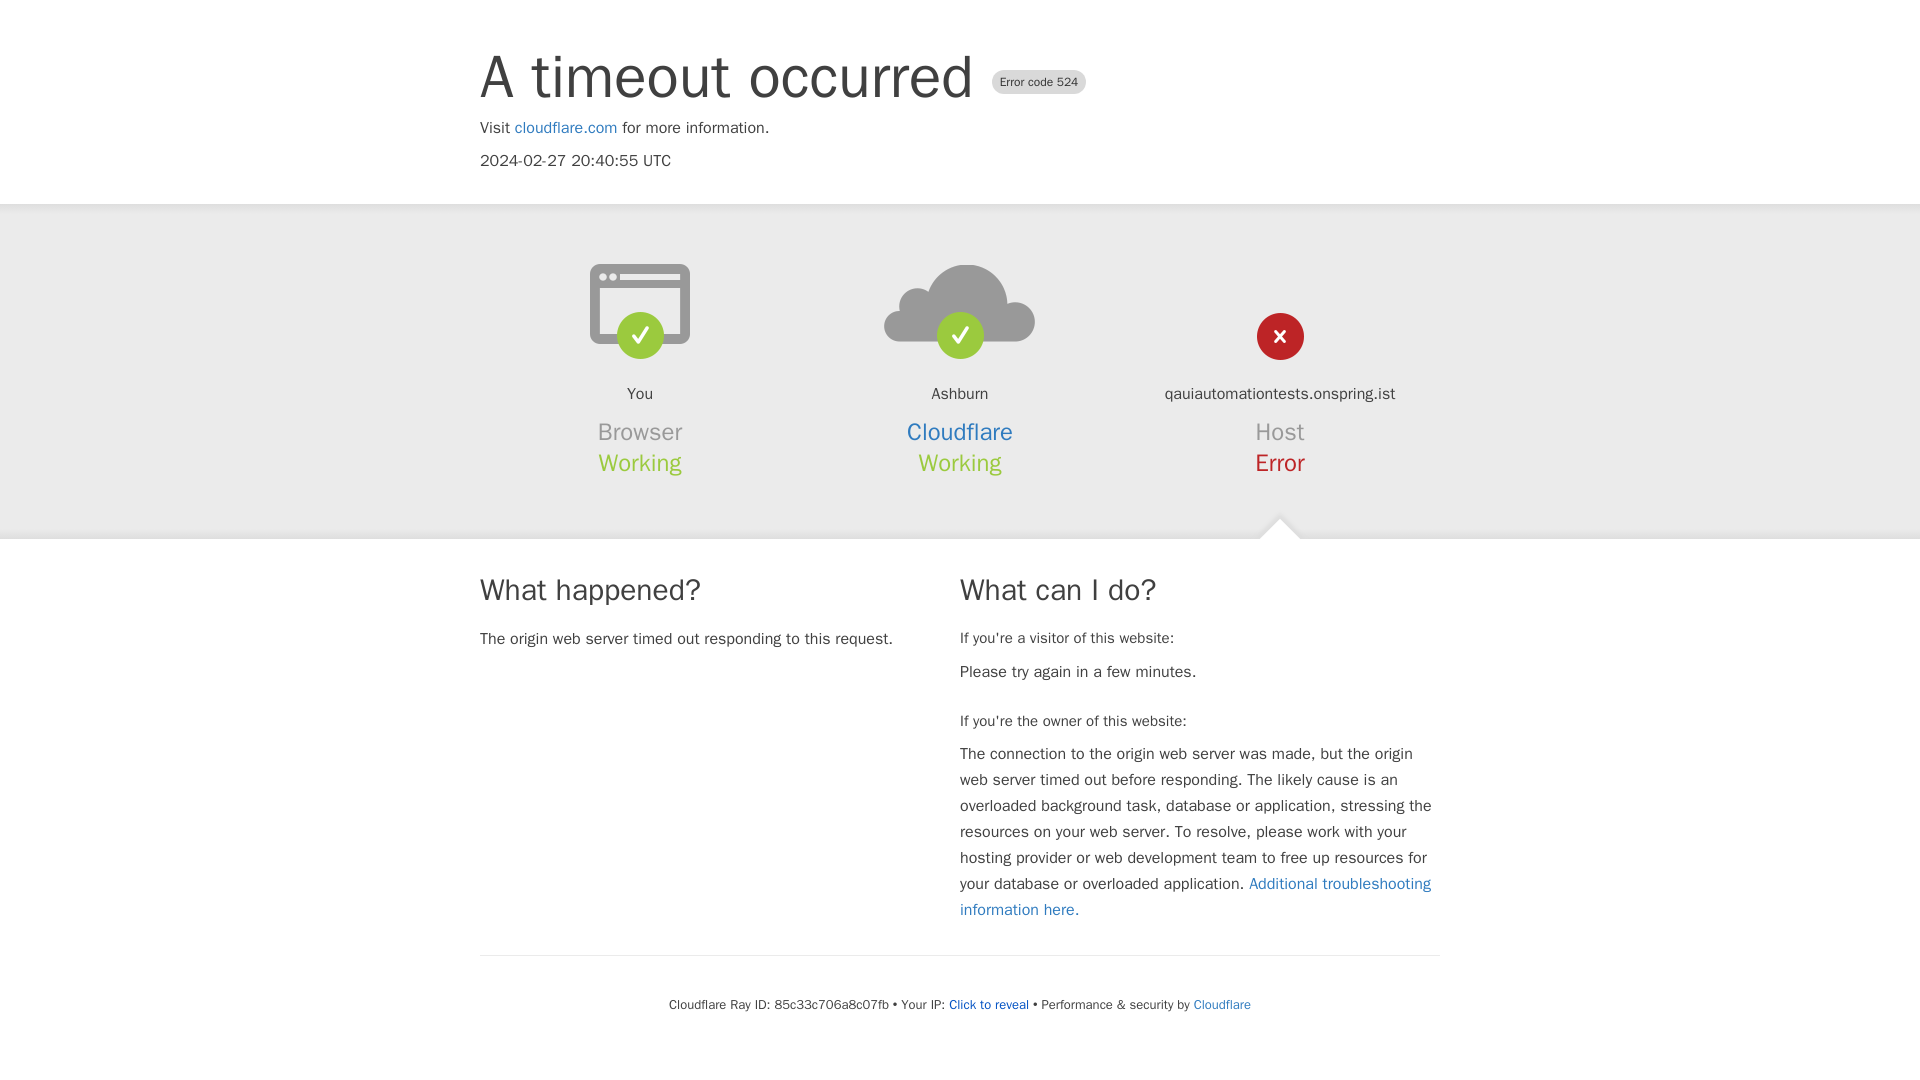 A timeout occurred Error code 524
Visit cloudflare.com for more information.
2024-02-27 20:40:55 UTC
You
Browser
Working
Ashburn
Cloudflare
Working
qauiautomationtests.onspring.ist
Host
Error
What happened?
The origin web server timed out responding to this request.
What can I do?
If you're a visitor of this website:
Please try again in a few minutes.
If you're the owner of this website:
The connection to the origin web server was made, but the origin
web server timed out before responding. The likely cause is an
overloaded background task, database or application, stressing the
resources on your web server. To resolve, please work with your
hosting provider or web development team to free up resources for
your database or overloaded application. Additional troubleshooting
information here.
Cloudflare Ray ID: 85c33c706a8c07fb • Your IP: Click to reveal • Performance & security by Cloudflare